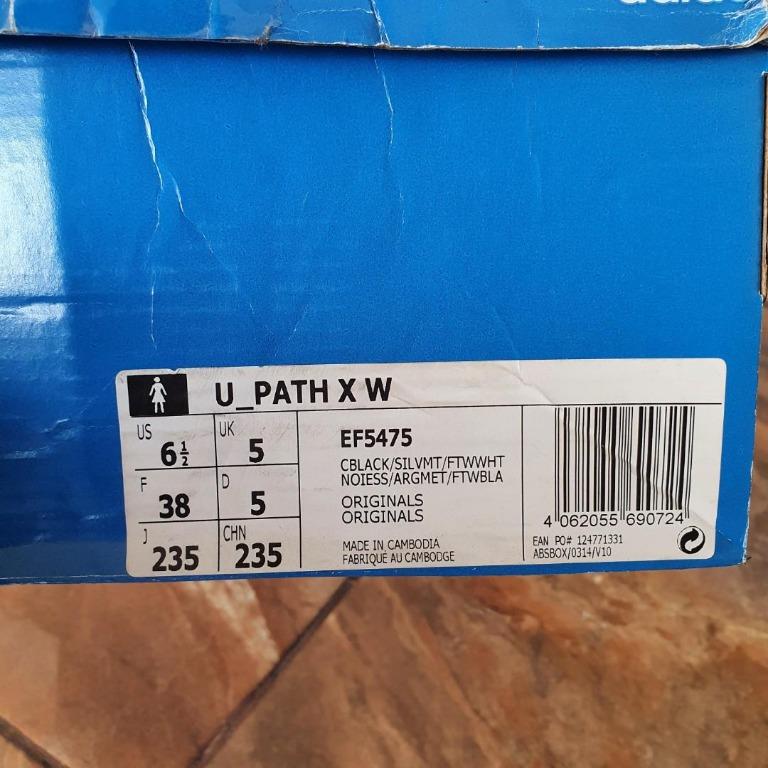 U_PATH X W
US 6½ UK 5
F 38 D 5
J 235 CHN 235
EF5475
CBLACK/SILVMT/FTWWHT
NOIESS/ARGMET/FTWBLA
ORIGINALS
ORIGINALS
MADE IN CAMBODIA
FABRIQUÉ AU CAMBODGE
4 062055 690724
EAN PO# 124771331
ABSBOX/0314/V10